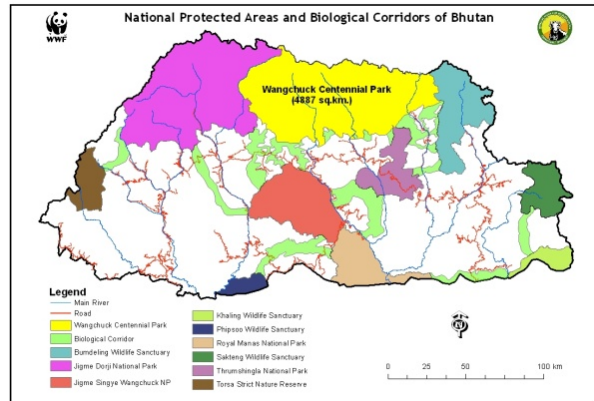 National Protected Areas and Biological Corridors of Bhutan
WWF
Wangchuck Centennial Park
(4887 sq.km.)
Legend
Main River
Road
Wangchuck Centennial Park
Biological Corridor
Bumdeling Wildlife Sanctuary
Jigme Dorji National Park
Jigme Singye Wangchuck NP
Khaling Wildlife Sanctuary
Phipsoo Wildlife Sanctuary
Royal Manas National Park
Sakteng Wildlife Sanctuary
Thrumshingla National Park
Torsa Strict Nature Reserve
N
0 25 50 100 km